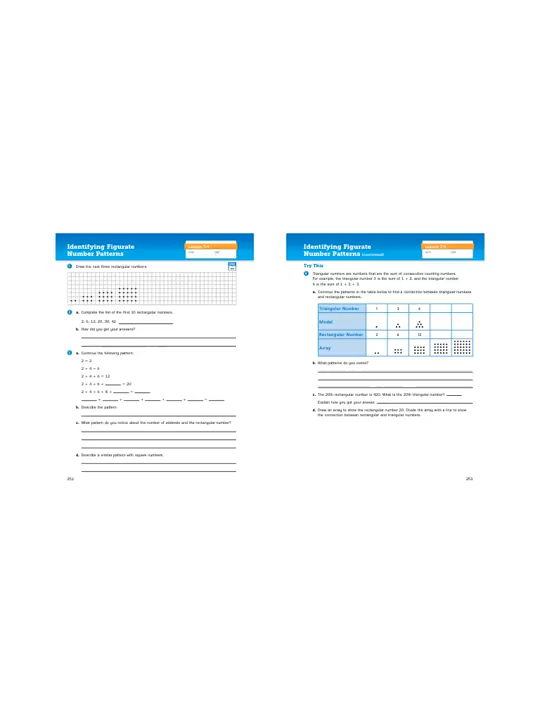 Identifying Figurate
Number Patterns
1 Draw the next three rectangular numbers.
2 a. Complete the list of the first 10 rectangular numbers.
2, 6, 12, 20, 30, 42
b. How did you get your answers?
3 a. Continue the following pattern:
2 = 2
2 + 4 = 6
2 + 4 + 6 = 12
2 + 4 + 6 + = 20
2 + 4 + 6 + 8 + =
+ + + + + =
b. Describe the pattern.
c. What pattern do you notice about the number of addends and the rectangular number?
d. Describe a similar pattern with square numbers.
252
Identifying Figurate
Number Patterns (continued)
Try This
4 Triangular numbers are numbers that are the sum of consecutive counting numbers.
For example, the triangular number 3 is the sum of 1 + 2, and the triangular number
6 is the sum of 1 + 2 + 3.
a. Continue the patterns in the table below to find a connection between triangular numbers
and rectangular numbers.
Triangular Number 1 3 6
Model
Rectangular Number 2 6 12
Array
b. What patterns do you notice?
c. The 20th rectangular number is 420. What is the 20th triangular number?
Explain how you got your answer.
d. Draw an array to show the rectangular number 20. Divide the array with a line to show
the connection between rectangular and triangular numbers.
253